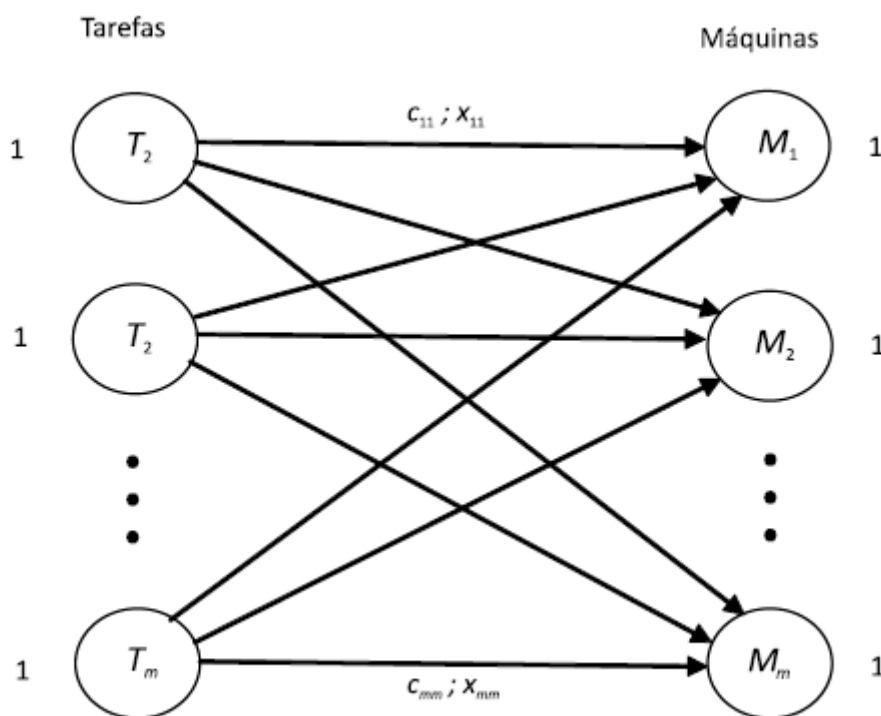 Tarefas Máquinas
c₁₁ ; x₁₁
1 T₂ M₁ 1
1 T₂ M₂ 1
1 Tₘ Mₘ 1
cₘₘ ; xₘₘ